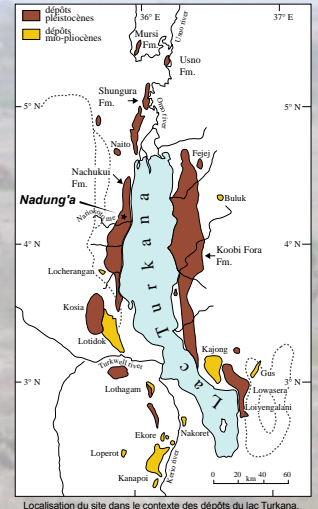 dépôts
pleistocènes
dépôts
mio-pliocènes
36° E
37° E
Mursi
Fm.
Usno river
Usno
Fm.
Shungura
Fm.
Omo river
5° N
5° N
Naito
Fejej
Nachukui
Fm.
Buluk
Nadung'a
4° N
4° N
Koobi Fora
Fm.
Locherangan
Lac Turkana
Kosia
Lotidok
Turkwell river
Kajong
Gus
3° N
3° N
Lowasera
Loiyengalani
Lothagam
Ekore
Nakoret
Loperot
Kerio river
Kanapoi
0 20 40 60
km
Localisation du site dans le contexte des dépôts du lac Turkana.